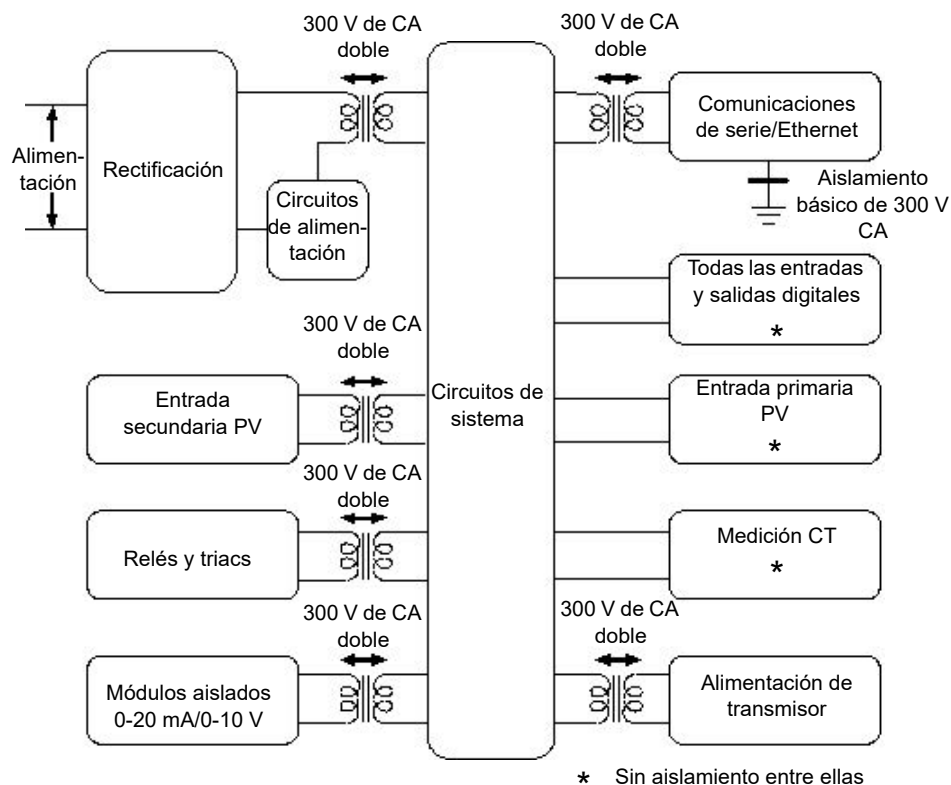 300 V de CA
doble
300 V de CA
doble
Alimen-
tación
Rectificación
Circuitos
de alimen-
tación
Comunicaciones
de serie/Ethernet
Aislamiento
básico de 300 V
CA
Todas las entradas
y salidas digitales
*
300 V de CA
doble
Entrada
secundaria PV
Circuitos de
sistema
Entrada primaria
PV
*
300 V de CA
doble
Relés y triacs
Medición CT
*
300 V de CA
doble
300 V de CA
doble
Módulos aislados
0-20 mA/0-10 V
Alimentación de
transmisor
* Sin aislamiento entre ellas